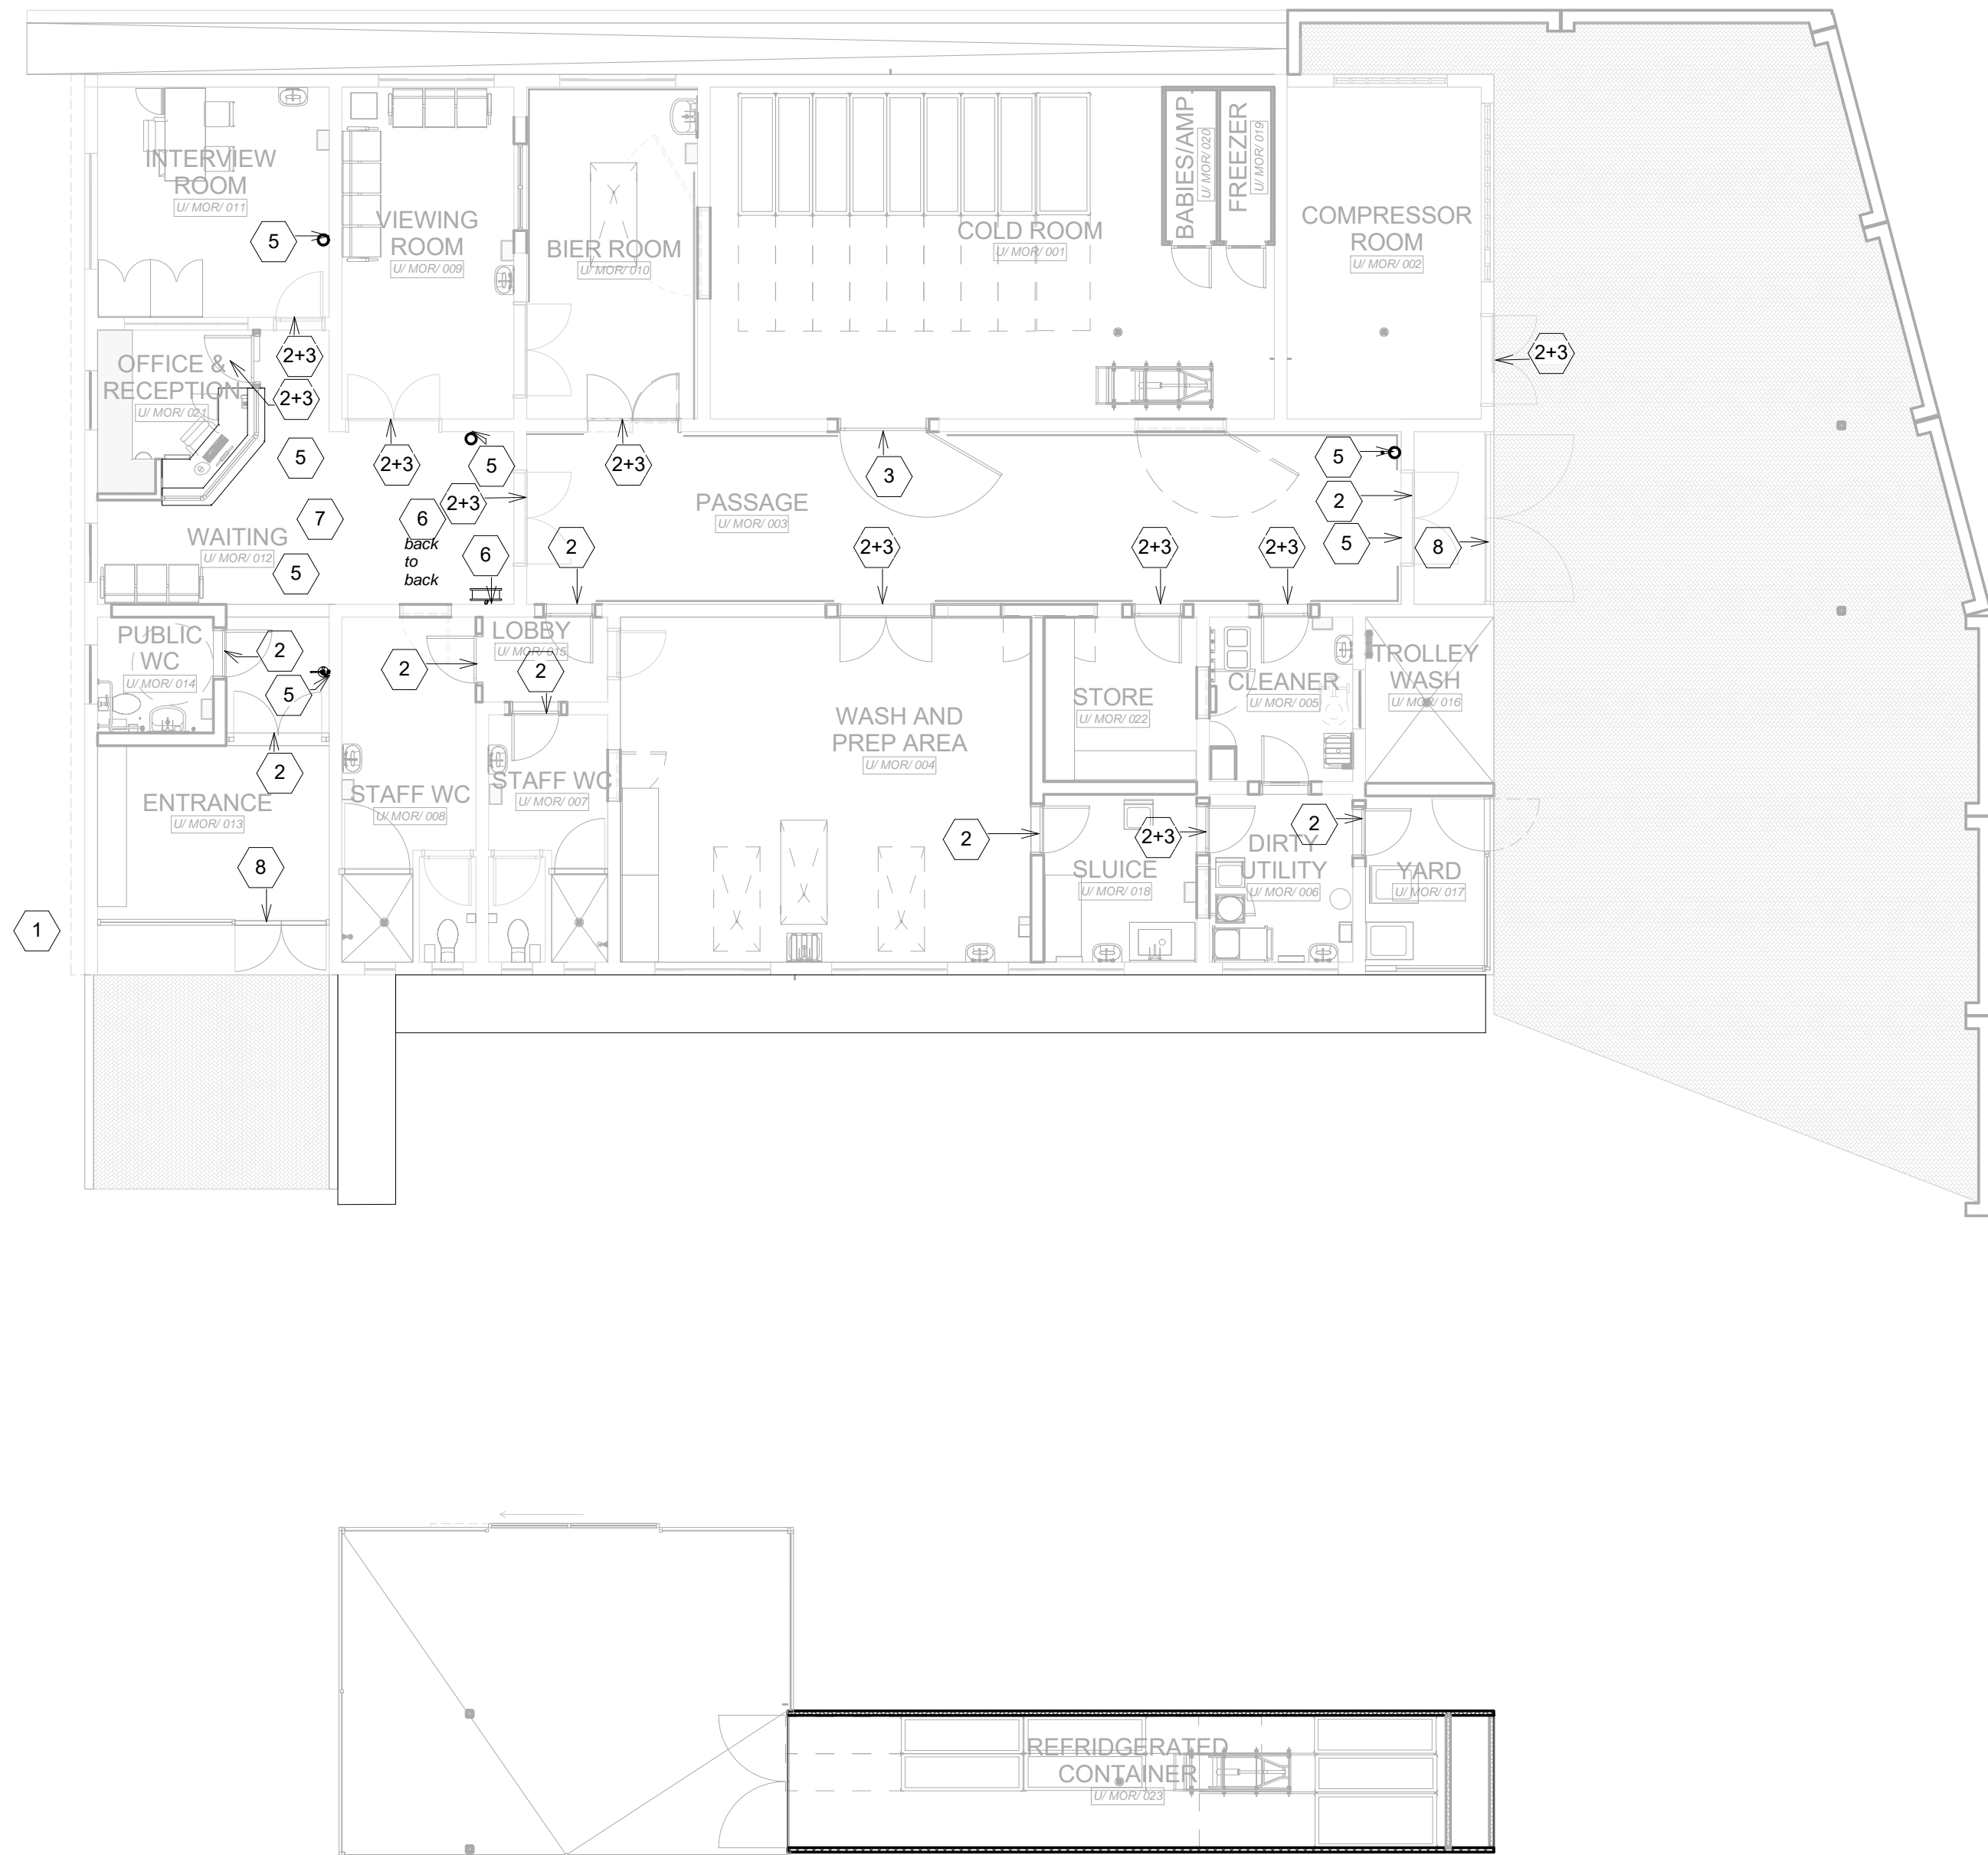 INTERVIEW
ROOM
U/ MOR/ 011
5
VIEWING
ROOM
U/ MOR/ 009
BIER ROOM
U/ MOR/ 010
COLD ROOM
U/ MOR/ 001
BABIES/AMP.
U/ MOR/ 020
FREEZER
U/ MOR/ 019
COMPRESSOR
ROOM
U/ MOR/ 002
2+3
2+3
OFFICE &
RECEPTION
U/ MOR/ 021
2+3
5
2+3
5
2+3
2+3
3
5
2
5
8
PASSAGE
U/ MOR/ 003
7
6
back
to
back
6
WAITING
U/ MOR/ 012
5
2
2+3
2+3
2+3
PUBLIC
WC
U/ MOR/ 014
2
5
2
2
LOBBY
U/ MOR/ 015
2
STORE
U/ MOR/ 022
CLEANER
U/ MOR/ 005
TROLLEY
WASH
U/ MOR/ 016
WASH AND
PREP AREA
U/ MOR/ 004
ENTRANCE
U/ MOR/ 013
STAFF WC
U/ MOR/ 008
STAFF WC
U/ MOR/ 007
2
2+3
2
8
SLUICE
U/ MOR/ 018
DIRTY
UTILITY
U/ MOR/ 006
YARD
U/ MOR/ 017
1
REFRIDGERATED
CONTAINER
U/ MOR/ 023